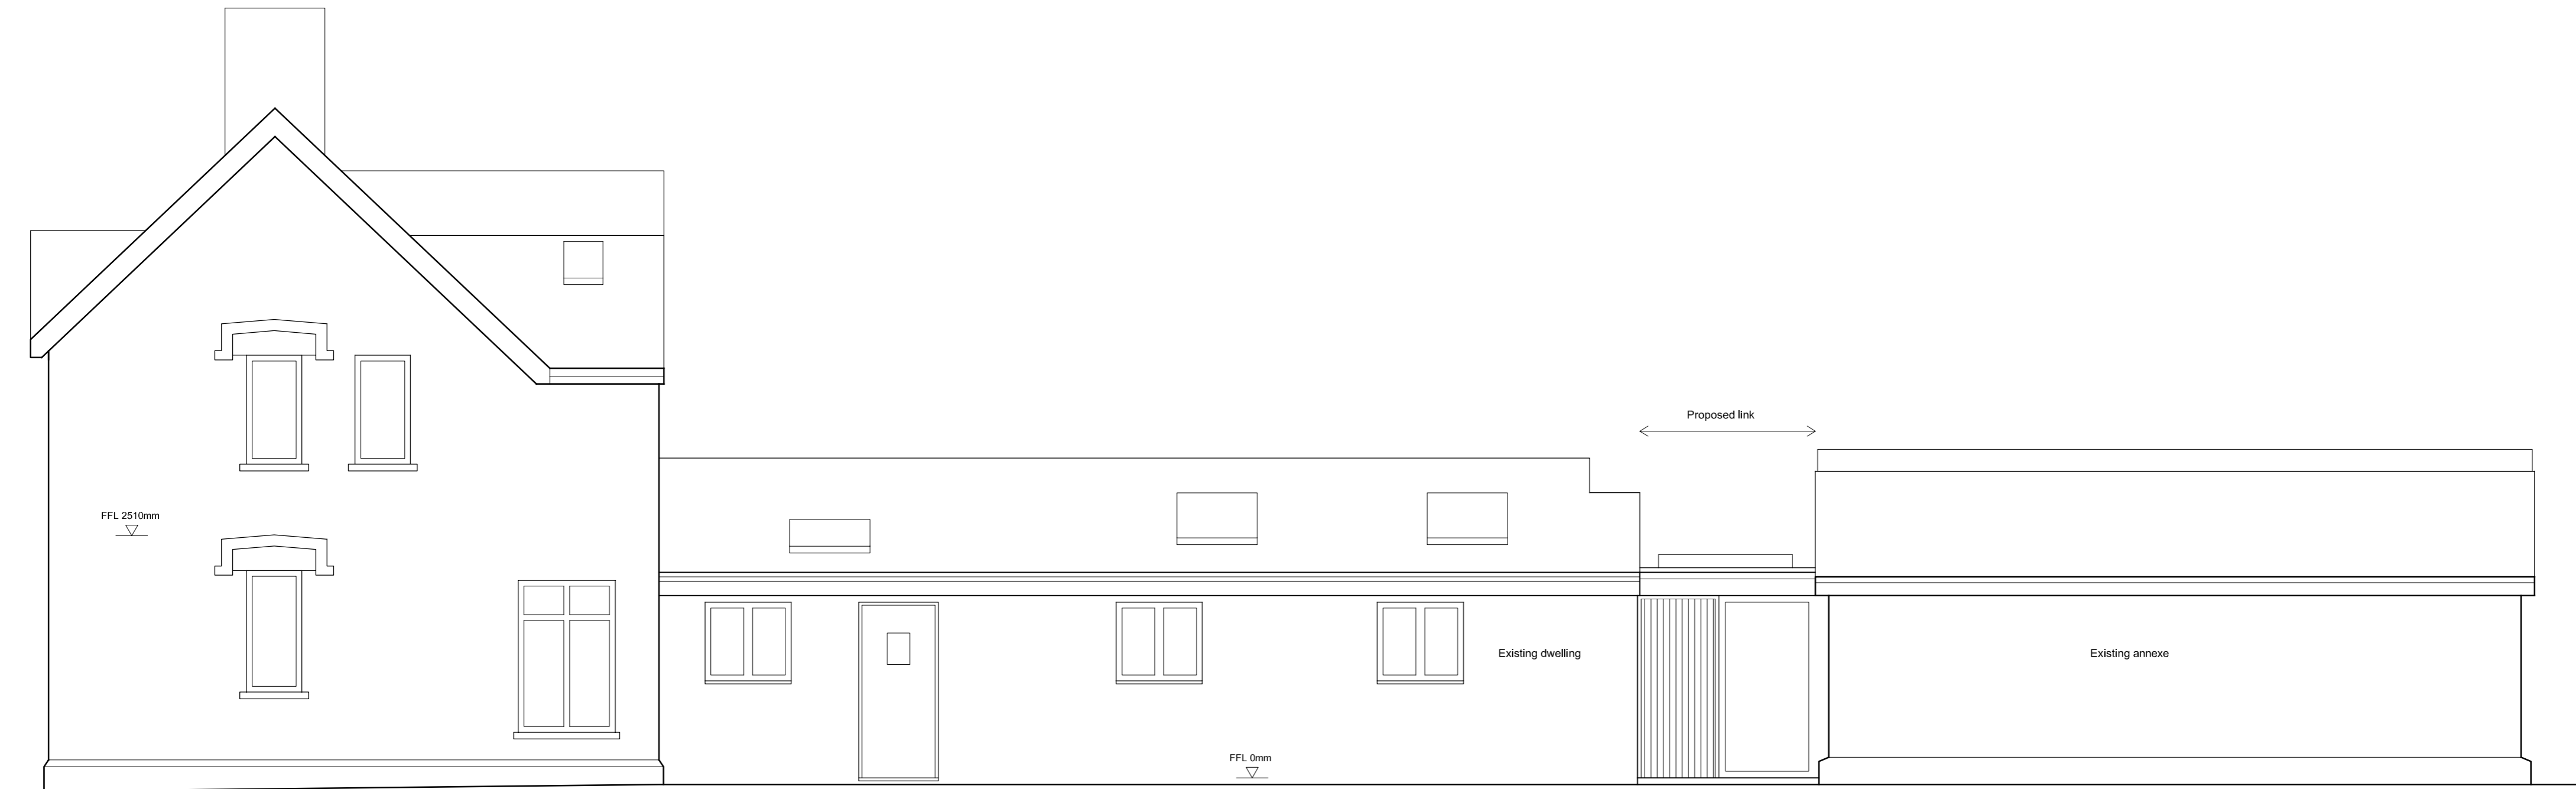 Proposed link
FFL 2510mm
Existing dwelling
Existing annexe
FFL 0mm